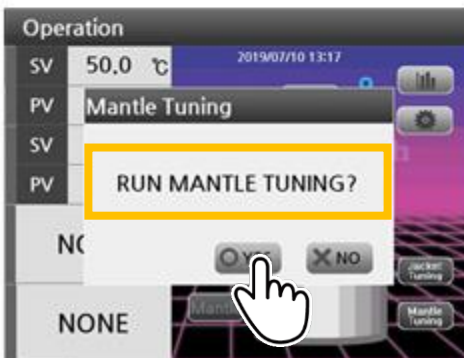 Operation
SV 50.0 ℃
2019/07/10 13:17
PV
Mantle Tuning
SV
RUN MANTLE TUNING?
PV
YES
NO
Jacket
Tuning
NONE
Mantle
Tuning